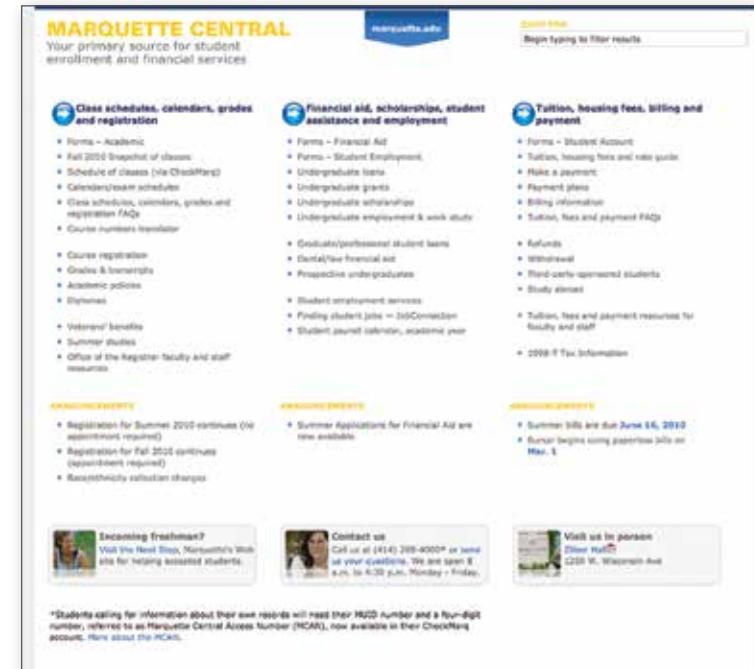 MARQUETTE CENTRAL
Your primary source for student
enrollment and financial services
marquette.edu
Begin typing to filter results
Class schedules, calendars, grades
and registration
Forms – Academic
Fall 2010 Snapshot of classes
Schedule of classes (via CheckMarq)
Calendars/exam schedules
Class schedules, calendars, grades and
registration FAQs
Course numbers translator
Course registration
Grades & transcripts
Academic policies
Diplomas
Veterans' benefits
Summer studies
Office of the Registrar faculty and staff
resources
ANNOUNCEMENTS
Registration for Summer 2010 continues (no
appointment required)
Registration for Fall 2010 continues
(appointment required)
Race/ethnicity collection changes
Financial aid, scholarships, student
assistance and employment
Forms – Financial Aid
Forms – Student Employment
Undergraduate loans
Undergraduate grants
Undergraduate scholarships
Undergraduate employment & work study
Graduate/professional student loans
Dental/law financial aid
Prospective undergraduates
Student employment services
Finding student jobs — JobConnection
Student payroll calendar, academic year
ANNOUNCEMENTS
Summer Applications for Financial Aid are
now available
Tuition, housing fees, billing and
payment
Forms – Student Account
Tuition, housing fees and rate guide
Make a payment
Payment plans
Billing information
Tuition, fees and payment FAQs
Refunds
Withdrawal
Third-party-sponsored students
Study abroad
Tuition, fees and payment resources for
faculty and staff
1098-T Tax Information
ANNOUNCEMENTS
Summer bills are due June 16, 2010
Bursar begins using paperless bills on
Mar. 1
Incoming freshman?
Visit the Next Step, Marquette's Web
site for helping accepted students.
Contact us
Call us at (414) 288-4000* or send
us your questions. We are open 8
a.m. to 4:30 p.m. Monday – Friday.
Visit us in person
Zilber Hall
1250 W. Wisconsin Ave
*Students calling for information about their own records will need their MUID number and a four-digit
number, referred to as Marquette Central Access Number (MCAN), now available in their CheckMarq
account. More about the MCAN.